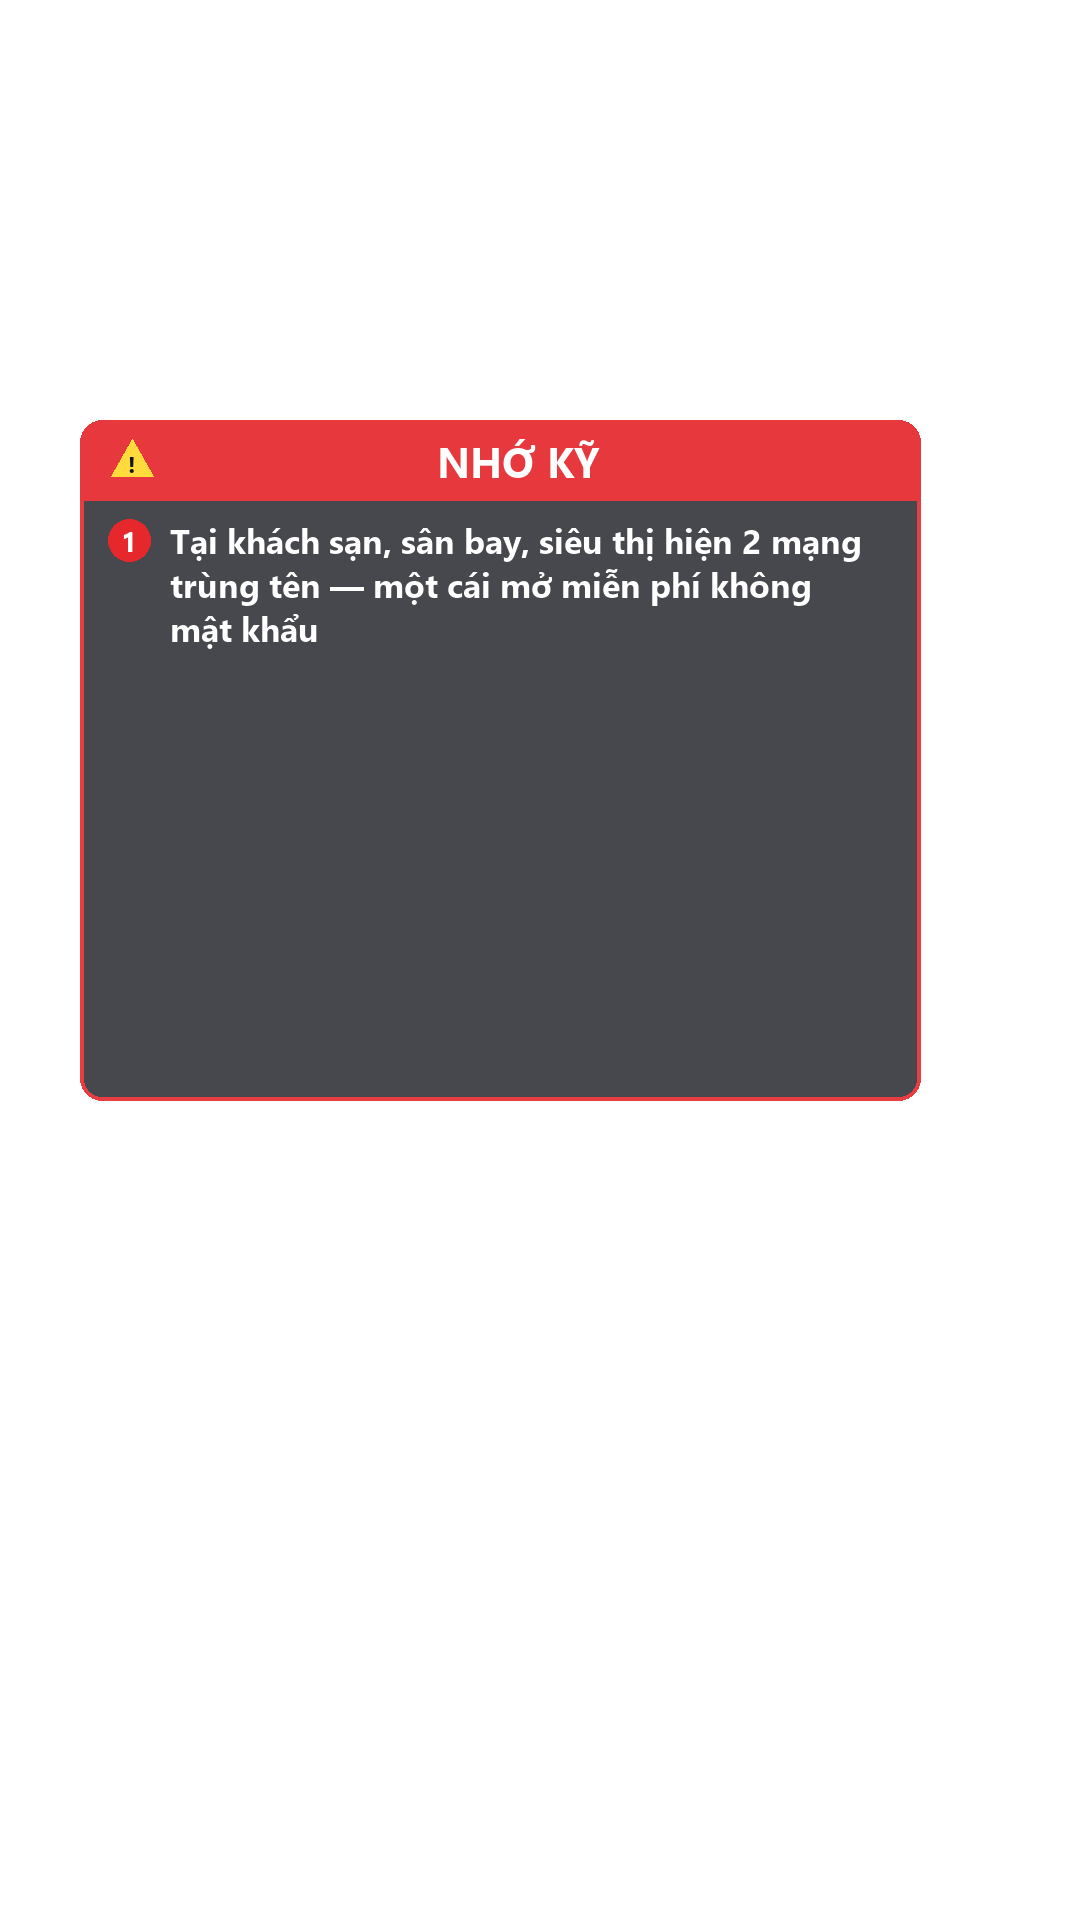 !
NHỚ KỸ
1 Tại khách sạn, sân bay, siêu thị hiện 2 mạng
trùng tên — một cái mở miễn phí không
mật khẩu